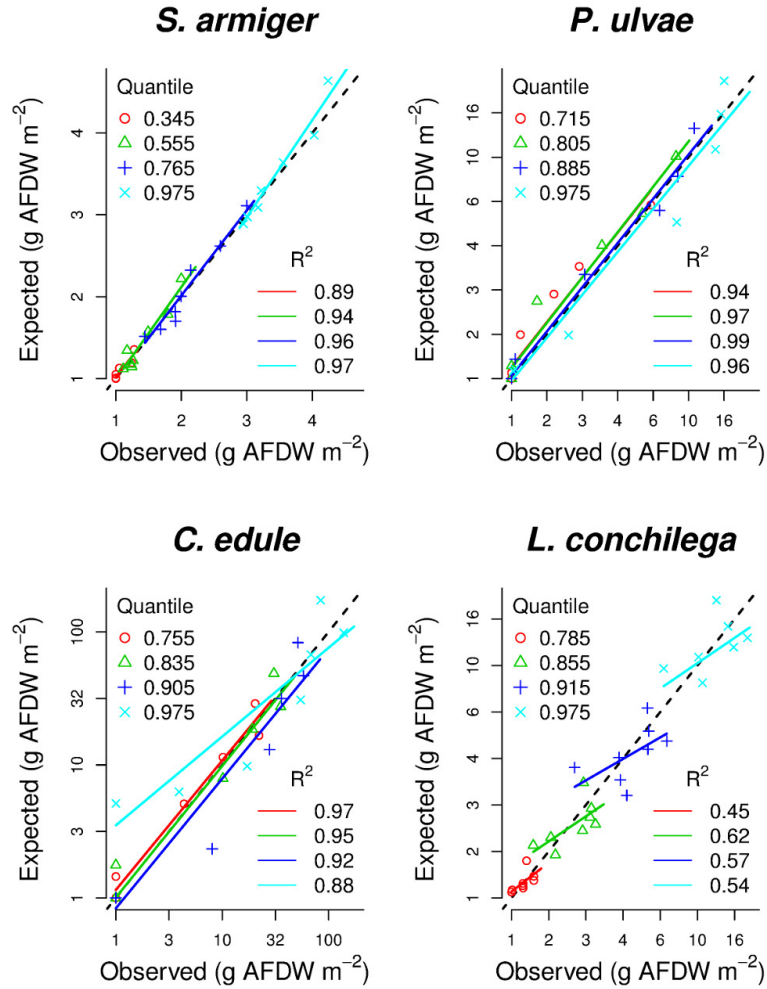 S. armiger
Quantile
0.345
0.555
0.765
0.975
R²
0.89
0.94
0.96
0.97
Expected (g AFDW m⁻²)
4
3
2
1
1 2 3 4
Observed (g AFDW m⁻²)
P. ulvae
Quantile
0.715
0.805
0.885
0.975
R²
0.94
0.97
0.99
0.96
Expected (g AFDW m⁻²)
16
10
6
4
3
2
1
1 2 3 4 6 10 16
Observed (g AFDW m⁻²)
C. edule
Quantile
0.755
0.835
0.905
0.975
R²
0.97
0.95
0.92
0.88
Expected (g AFDW m⁻²)
100
32
10
3
1
1 3 10 32 100
Observed (g AFDW m⁻²)
L. conchilega
Quantile
0.785
0.855
0.915
0.975
R²
0.45
0.62
0.57
0.54
Expected (g AFDW m⁻²)
16
10
6
4
3
2
1
1 2 3 4 6 10 16
Observed (g AFDW m⁻²)